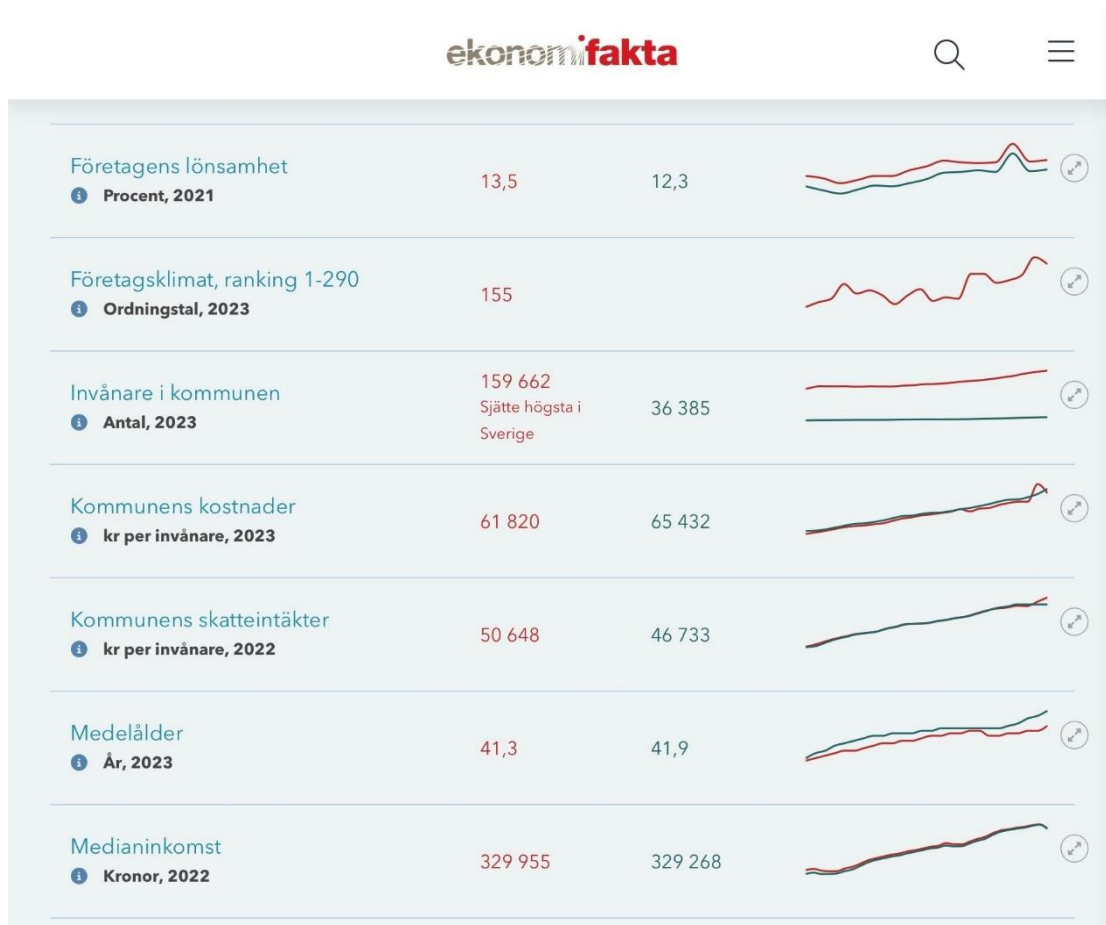 ekonomifakta
Företagens lönsamhet
Procent, 2021
13,5
12,3
Företagsklimat, ranking 1-290
Ordningstal, 2023
155
Invånare i kommunen
Antal, 2023
159 662
Sjätte högsta i
Sverige
36 385
Kommunens kostnader
kr per invånare, 2023
61 820
65 432
Kommunens skatteintäkter
kr per invånare, 2022
50 648
46 733
Medelålder
År, 2023
41,3
41,9
Medianinkomst
Kronor, 2022
329 955
329 268